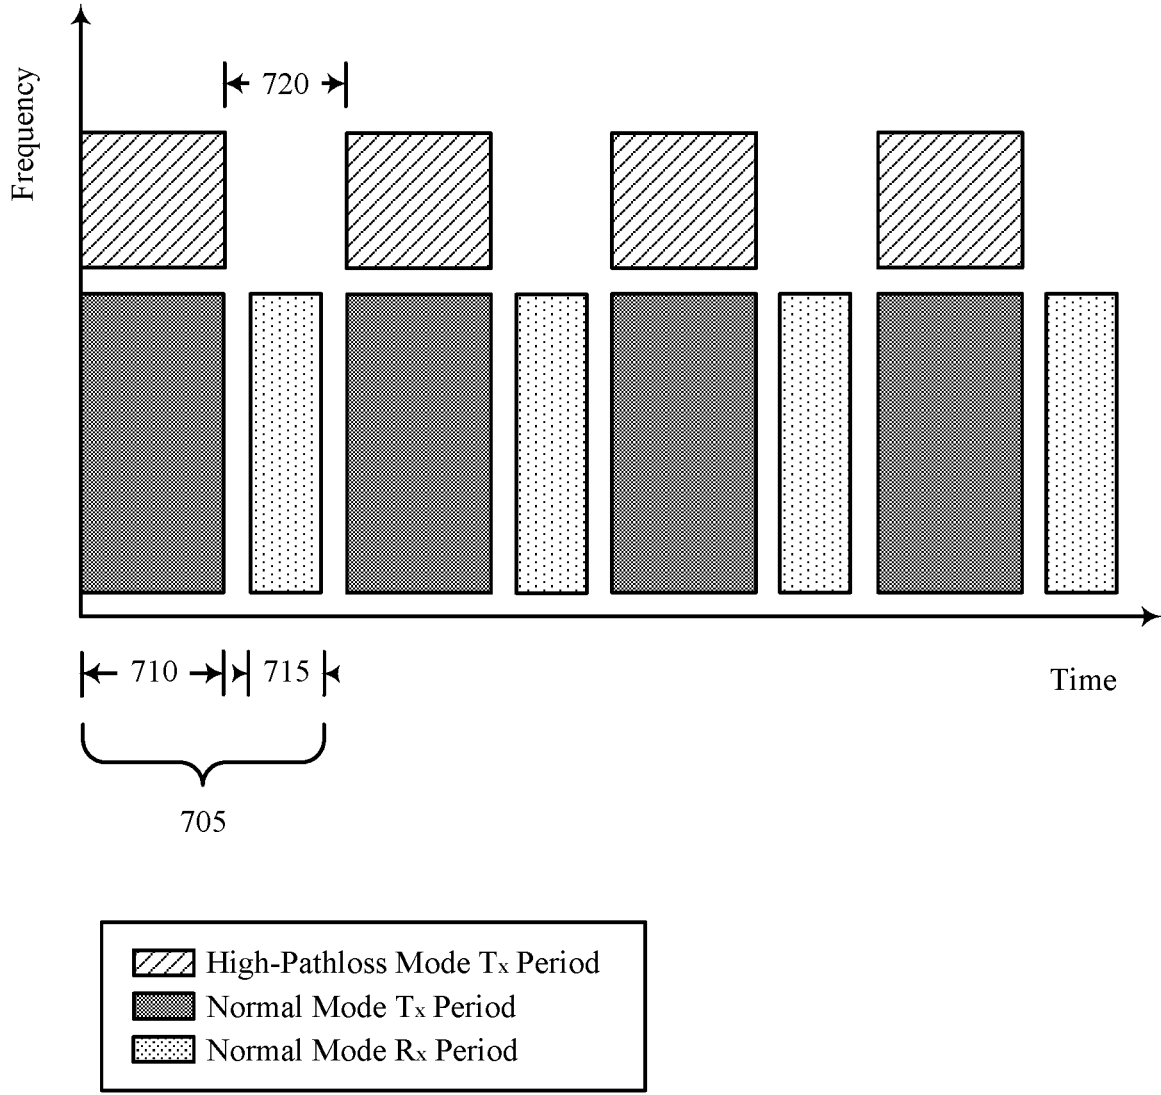 Frequency
720
710
715
Time
705
High-Pathloss Mode Tx Period
Normal Mode Tx Period
Normal Mode Rx Period